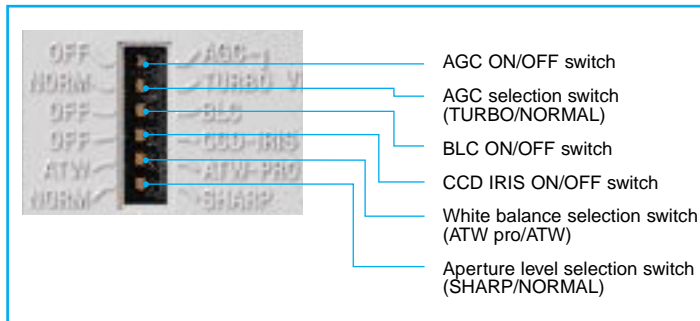 OFF AGC
NORM TURBO
OFF BLC
OFF CCD-IRIS
ATW ATW-PRO
NORM SHARP
AGC ON/OFF switch
AGC selection switch
(TURBO/NORMAL)
BLC ON/OFF switch
CCD IRIS ON/OFF switch
White balance selection switch
(ATW pro/ATW)
Aperture level selection switch
(SHARP/NORMAL)